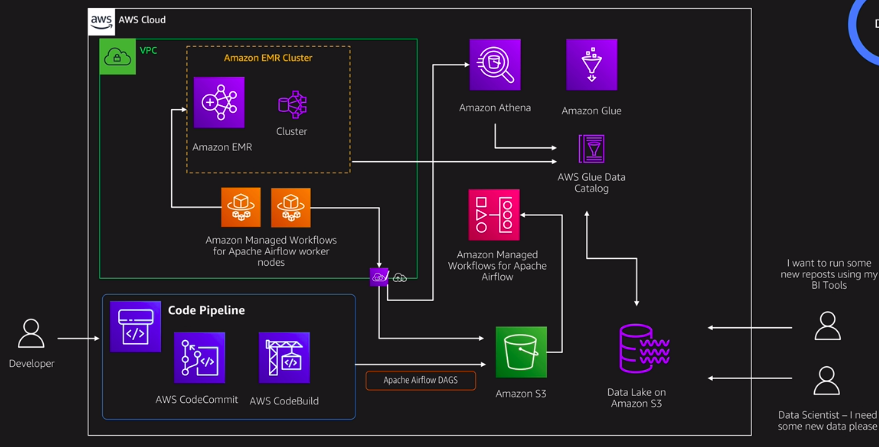 aws
AWS Cloud
D
VPC
Amazon EMR Cluster
Amazon EMR
Cluster
Amazon Athena
Amazon Glue
AWS Glue Data
Catalog
Amazon Managed Workflows
for Apache Airflow worker
nodes
Amazon Managed
Workflows for Apache
Airflow
I want to run some
new reposts using my
BI Tools
Developer
Code Pipeline
AWS CodeCommit
AWS CodeBuild
Apache Airflow DAGS
Amazon S3
Data Lake on
Amazon S3
Data Scientist – I need
some new data please